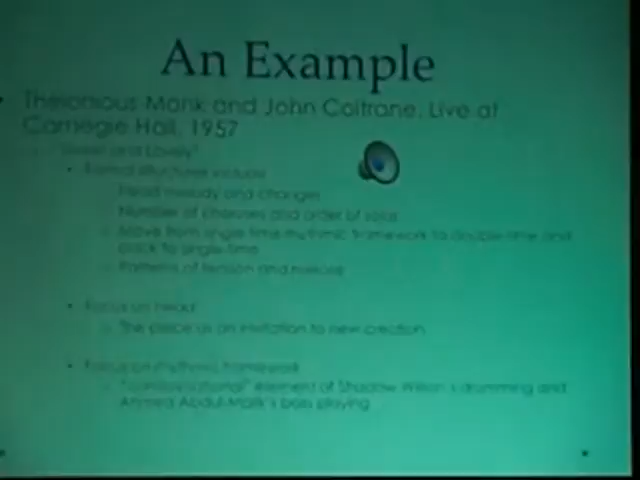 An Example
Thelonious Monk and John Coltrane, Live at
Carnegie Hall, 1957
"Sweet and Lovely"
Formal structures include
Head melody and changes
Number of choruses and order of solos
Move from single time rhythmic framework to double-time and
back to single-time
Patterns of tension and release
Focus on Head
The piece as an invitation to new creation
Focus on rhythmic framework
"conversational" element of Shadow Wilson's drumming and
Ahmed Abdul-Malik's bass playing